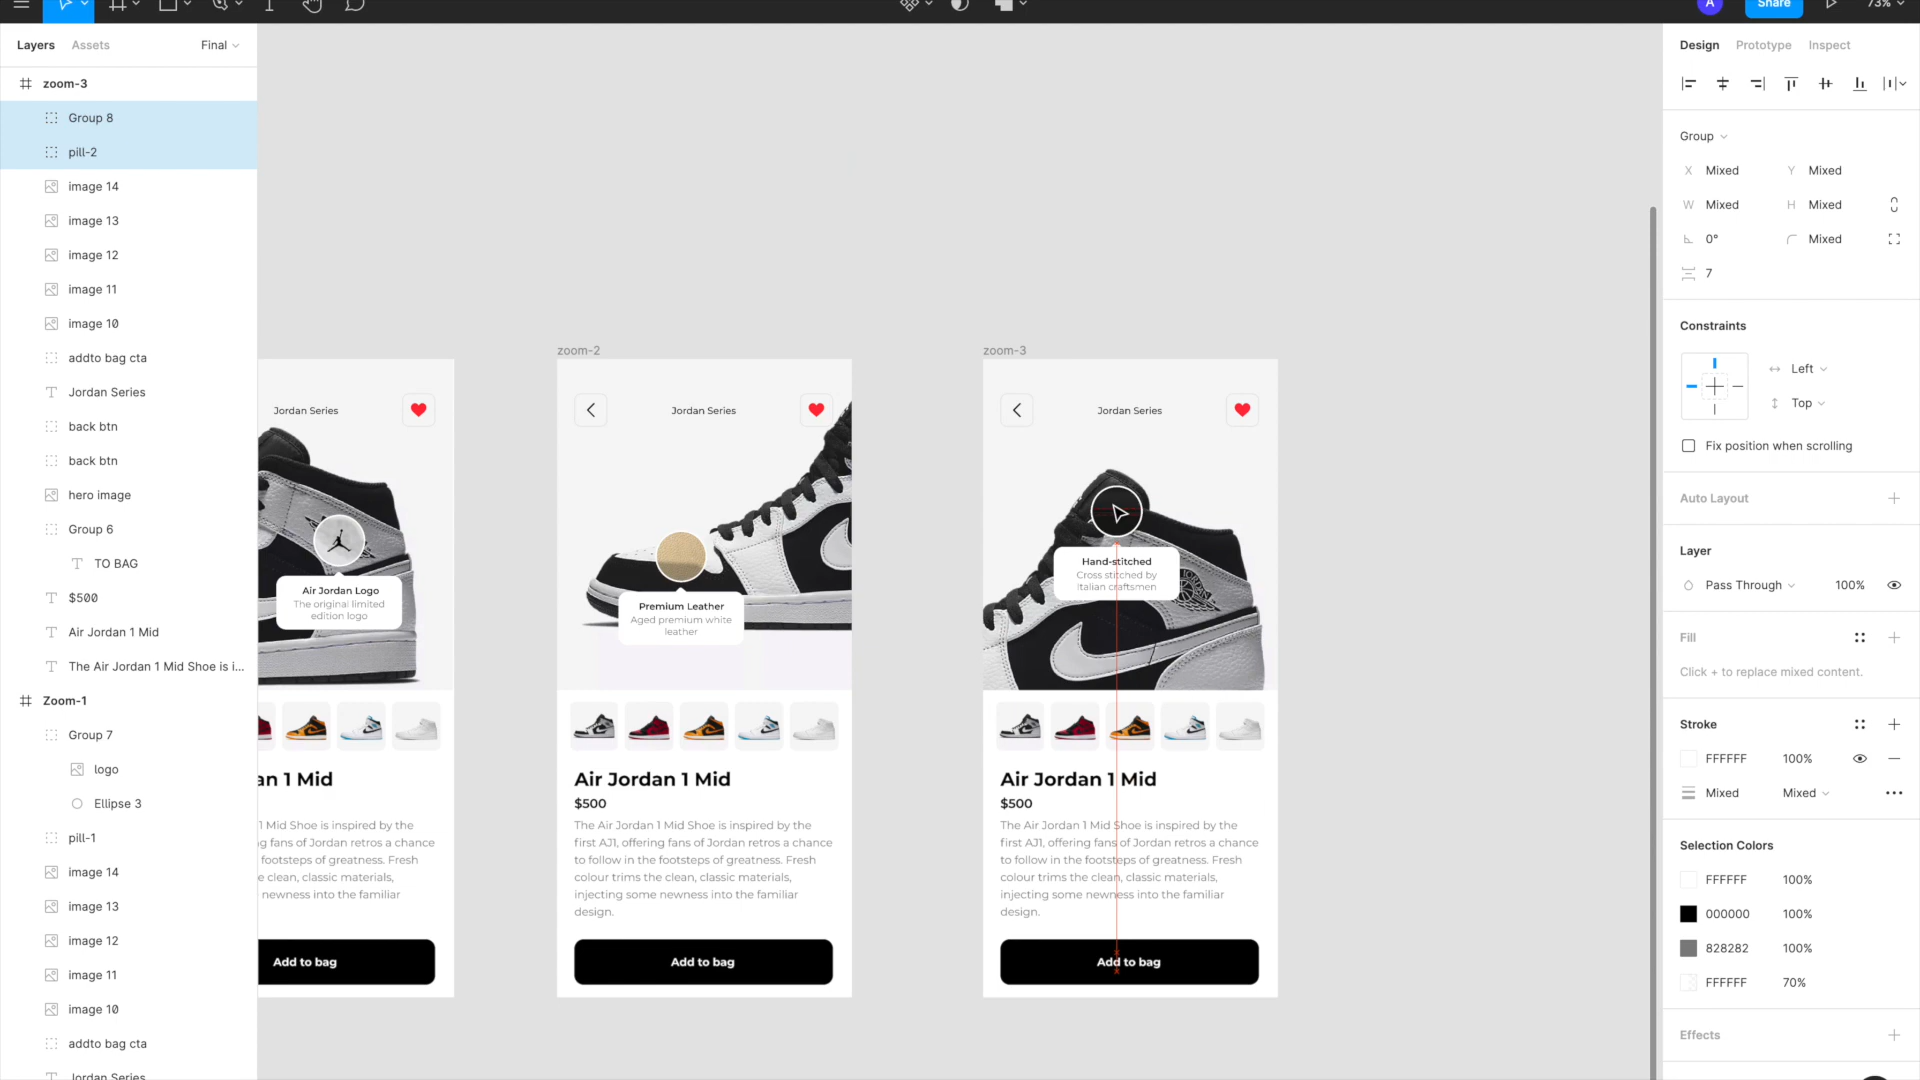 A
Share
73%
Layers
Assets
Final
zoom-3
Group 8
pill-2
image 14
image 13
image 12
image 11
image 10
addto bag cta
Jordan Series
back btn
back btn
hero image
Group 6
TO BAG
$500
Air Jordan 1 Mid
The Air Jordan 1 Mid Shoe is i...
Zoom-1
Group 7
logo
Ellipse 3
pill-1
image 14
image 13
image 12
image 11
image 10
addto bag cta
Jordan Series
Jordan Series
Air Jordan Logo
The original limited
edition logo
an 1 Mid
1 Mid Shoe is inspired by the
g fans of Jordan retros a chance
footsteps of greatness. Fresh
e clean, classic materials,
newness into the familiar
Add to bag
zoom-2
Jordan Series
Premium Leather
Aged premium white
leather
Air Jordan 1 Mid
$500
The Air Jordan 1 Mid Shoe is inspired by the
first AJ1, offering fans of Jordan retros a chance
to follow in the footsteps of greatness. Fresh
colour trims the clean, classic materials,
injecting some newness into the familiar
design.
Add to bag
zoom-3
Jordan Series
Hand-stitched
Cross stitched by
Italian craftsmen
Air Jordan 1 Mid
$500
The Air Jordan 1 Mid Shoe is inspired by the
first AJ1, offering fans of Jordan retros a chance
to follow in the footsteps of greatness. Fresh
colour trims the clean, classic materials,
injecting some newness into the familiar
design.
Add to bag
Design
Prototype
Inspect
Group
X Mixed
Y Mixed
W Mixed
H Mixed
0°
Mixed
7
Constraints
Left
Top
Fix position when scrolling
Auto Layout
Layer
Pass Through
100%
Fill
Click + to replace mixed content.
Stroke
FFFFFF
100%
Mixed
Mixed
Selection Colors
FFFFFF
100%
000000
100%
828282
100%
FFFFFF
70%
Effects